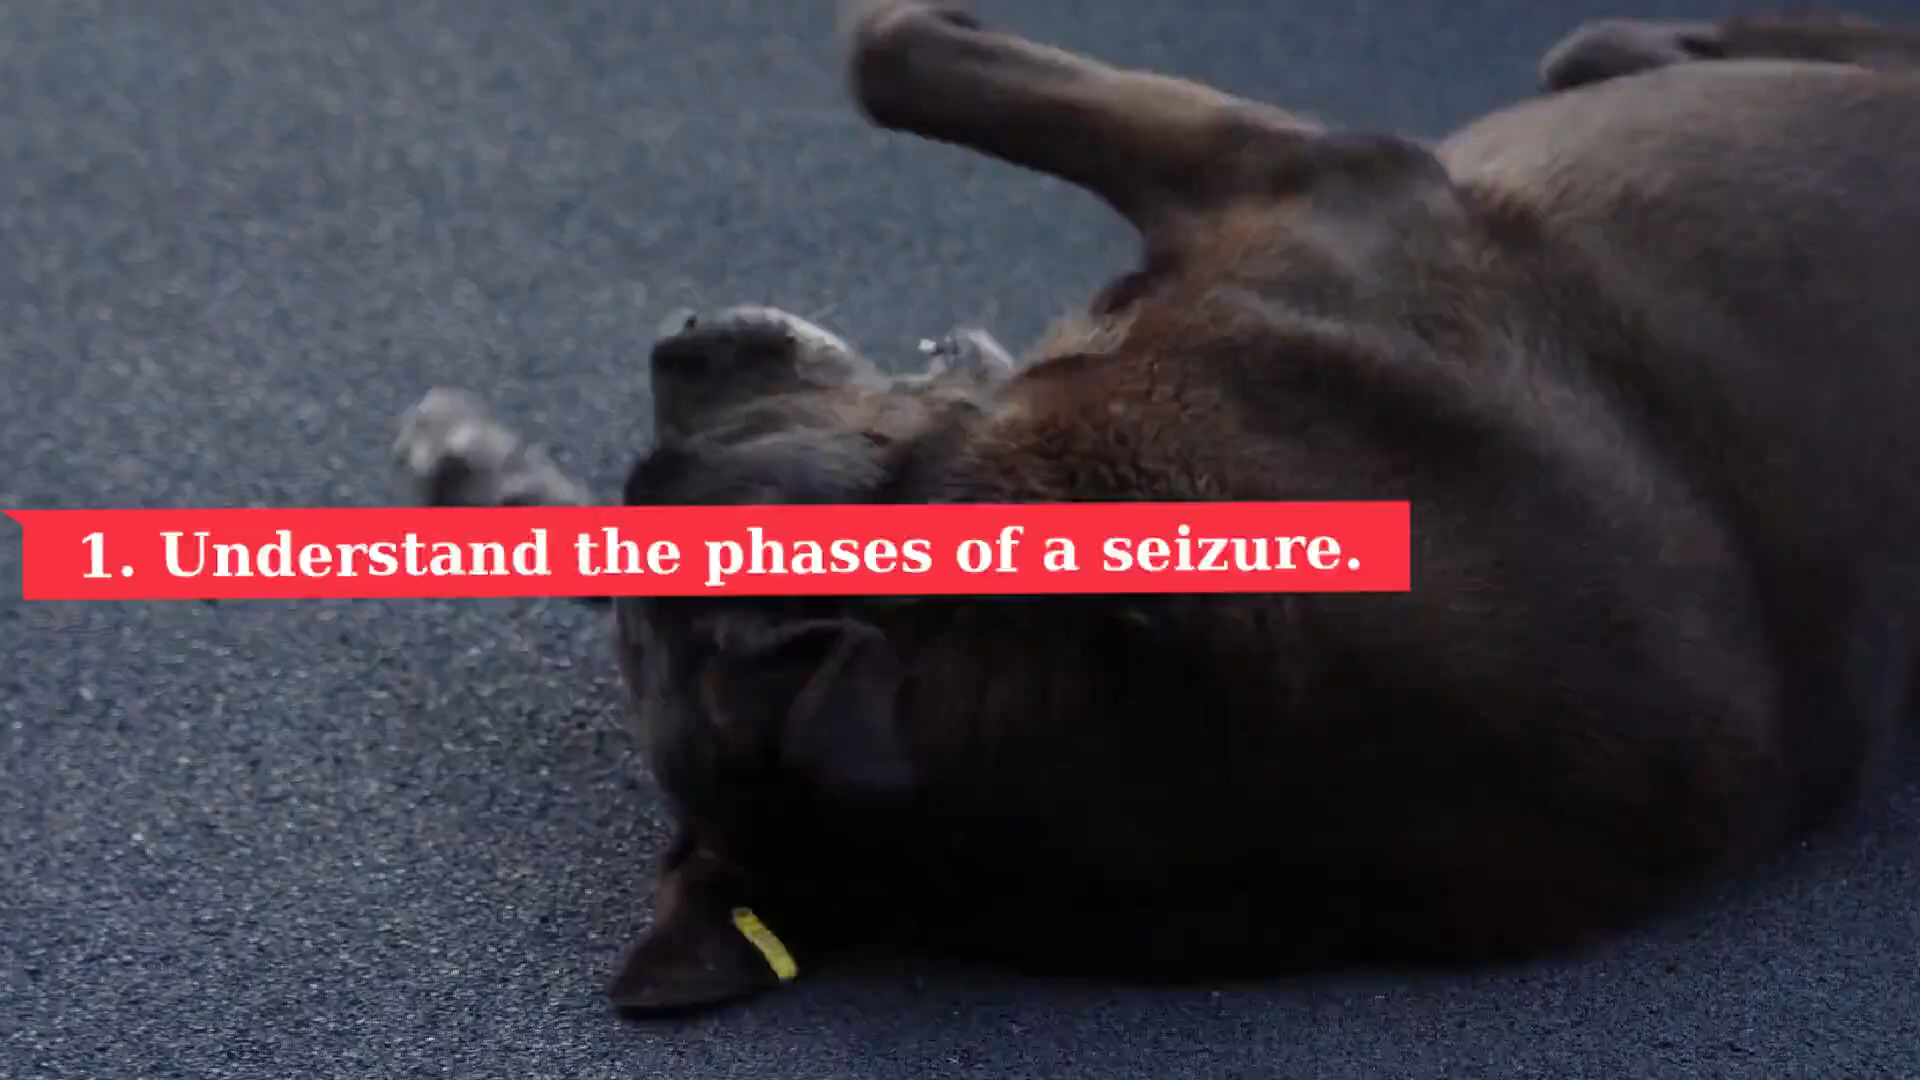 1. Understand the phases of a seizure.